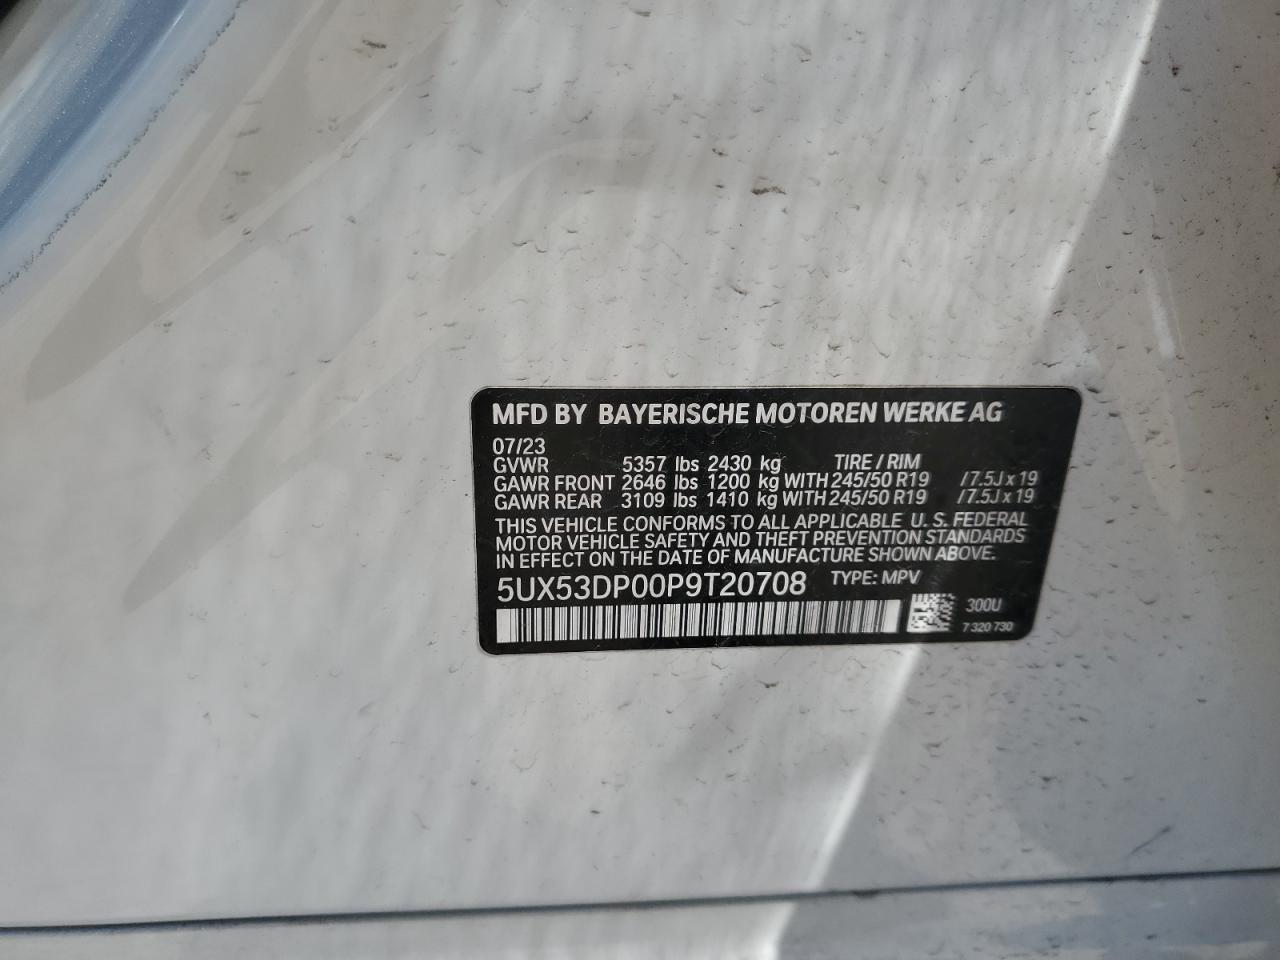 MFD BY BAYERISCHE MOTOREN WERKE AG
07/23
GVWR 5357 lbs 2430 kg TIRE / RIM
GAWR FRONT 2646 lbs 1200 kg WITH 245/50 R19 /7.5J x 19
GAWR REAR 3109 lbs 1410 kg WITH 245/50 R19 /7.5J x 19
THIS VEHICLE CONFORMS TO ALL APPLICABLE U. S. FEDERAL
MOTOR VEHICLE SAFETY AND THEFT PREVENTION STANDARDS
IN EFFECT ON THE DATE OF MANUFACTURE SHOWN ABOVE.
5UX53DP00P9T20708 TYPE: MPV
300U
7 320 730